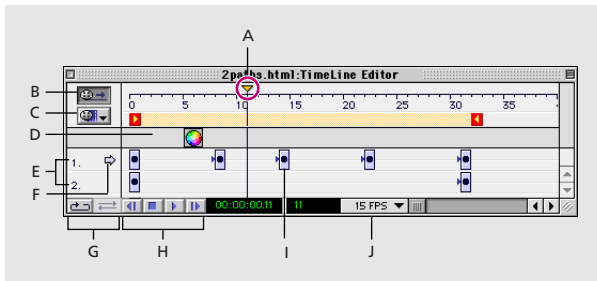 A
B
2paths.html:TimeLine Editor
0 5 10 15 20 25 30 35
C
D
E
1.
F
2.
00:00:00.11 11 15 FPS
G H I J